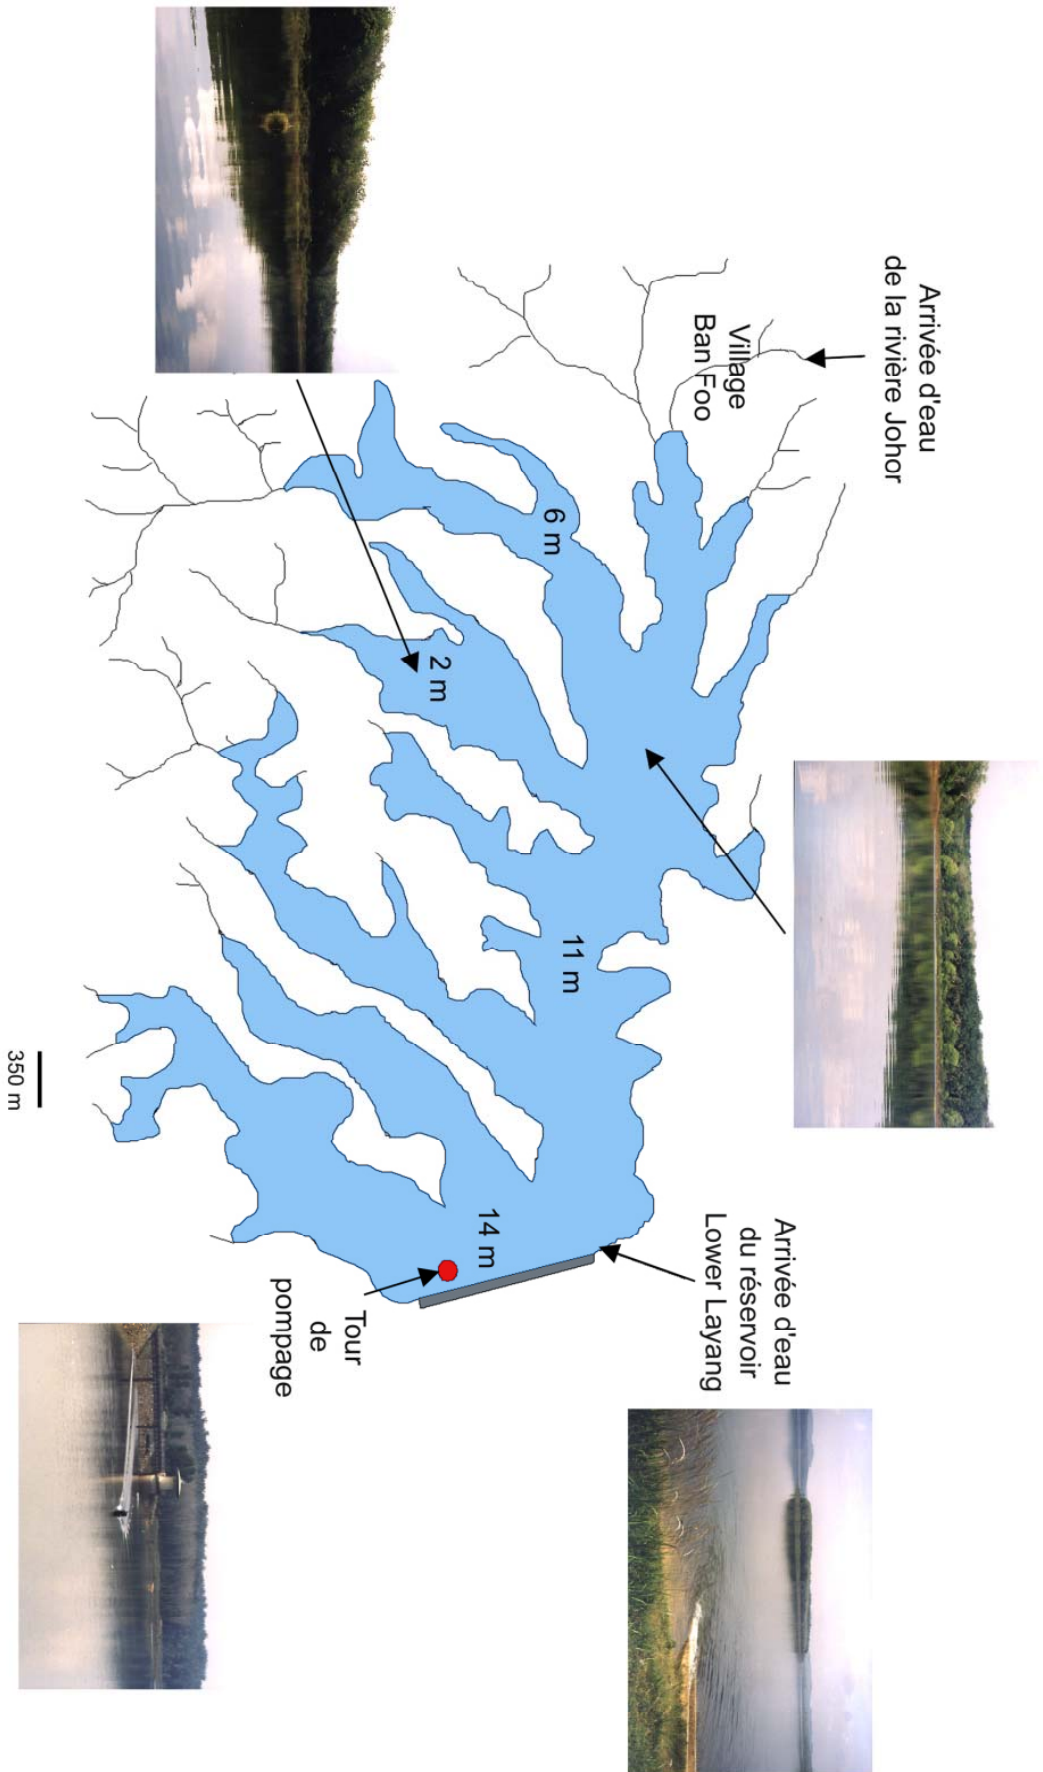 Arrivée d'eau
de la rivière Johor
Village
Ban Foo
6 m
2 m
11 m
14 m
Arrivée d'eau
du réservoir
Lower Layang
Tour
de
pompage
350 m